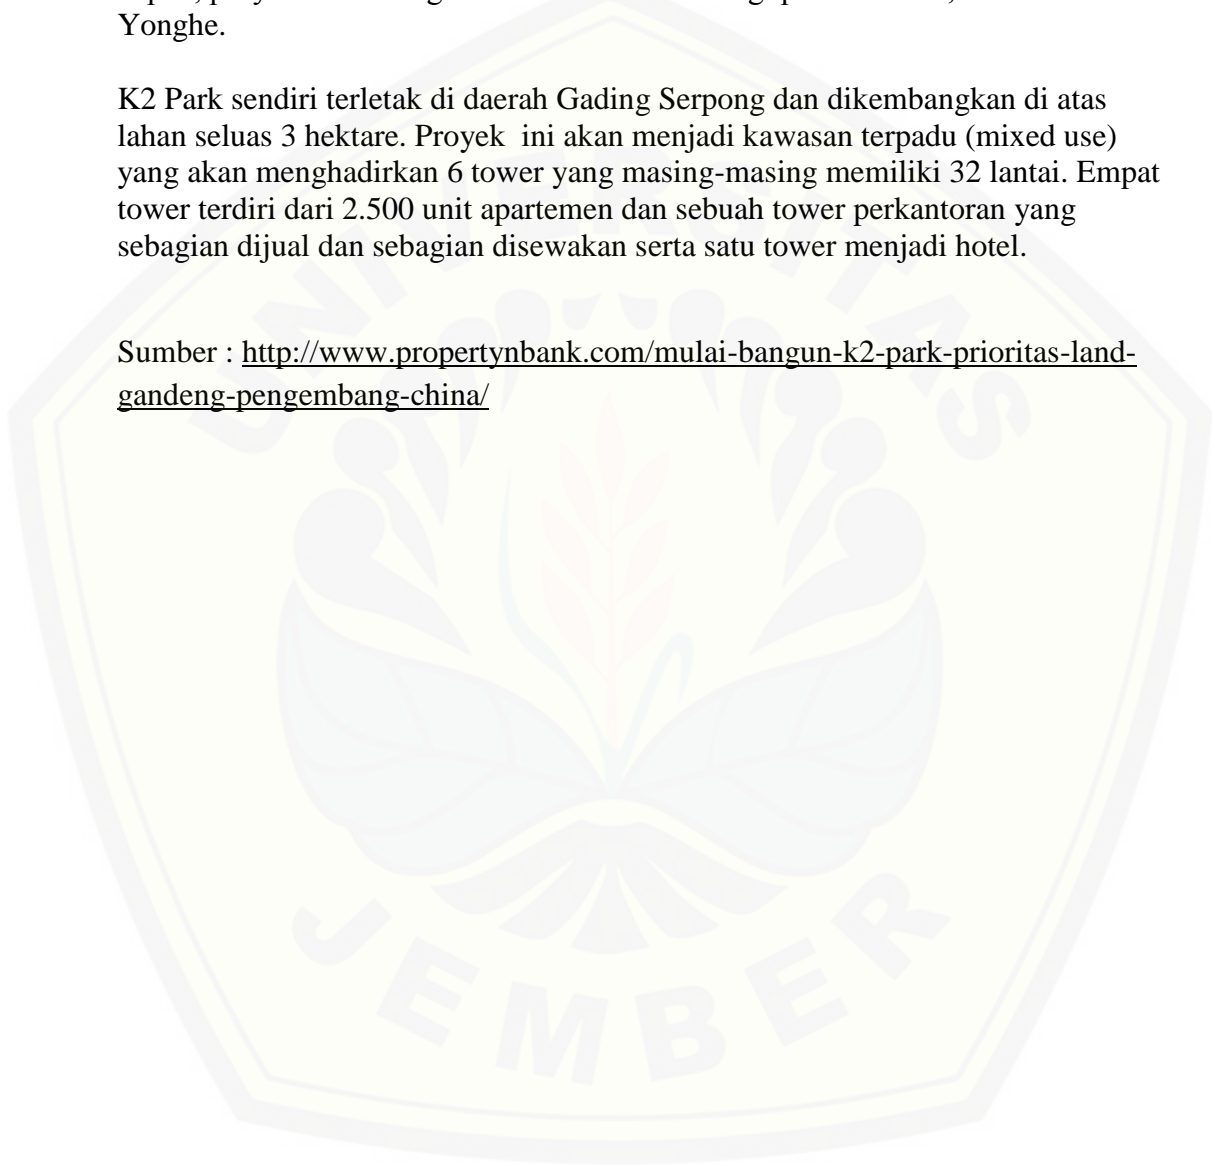 Yonghe.
K2 Park sendiri terletak di daerah Gading Serpong dan dikembangkan di atas
lahan seluas 3 hektare. Proyek ini akan menjadi kawasan terpadu (mixed use)
yang akan menghadirkan 6 tower yang masing-masing memiliki 32 lantai. Empat
tower terdiri dari 2.500 unit apartemen dan sebuah tower perkantoran yang
sebagian dijual dan sebagian disewakan serta satu tower menjadi hotel.
Sumber : http://www.propertynbank.com/mulai-bangun-k2-park-prioritas-land-
gandeng-pengembang-china/
UNIVERSITAS
JEMBER